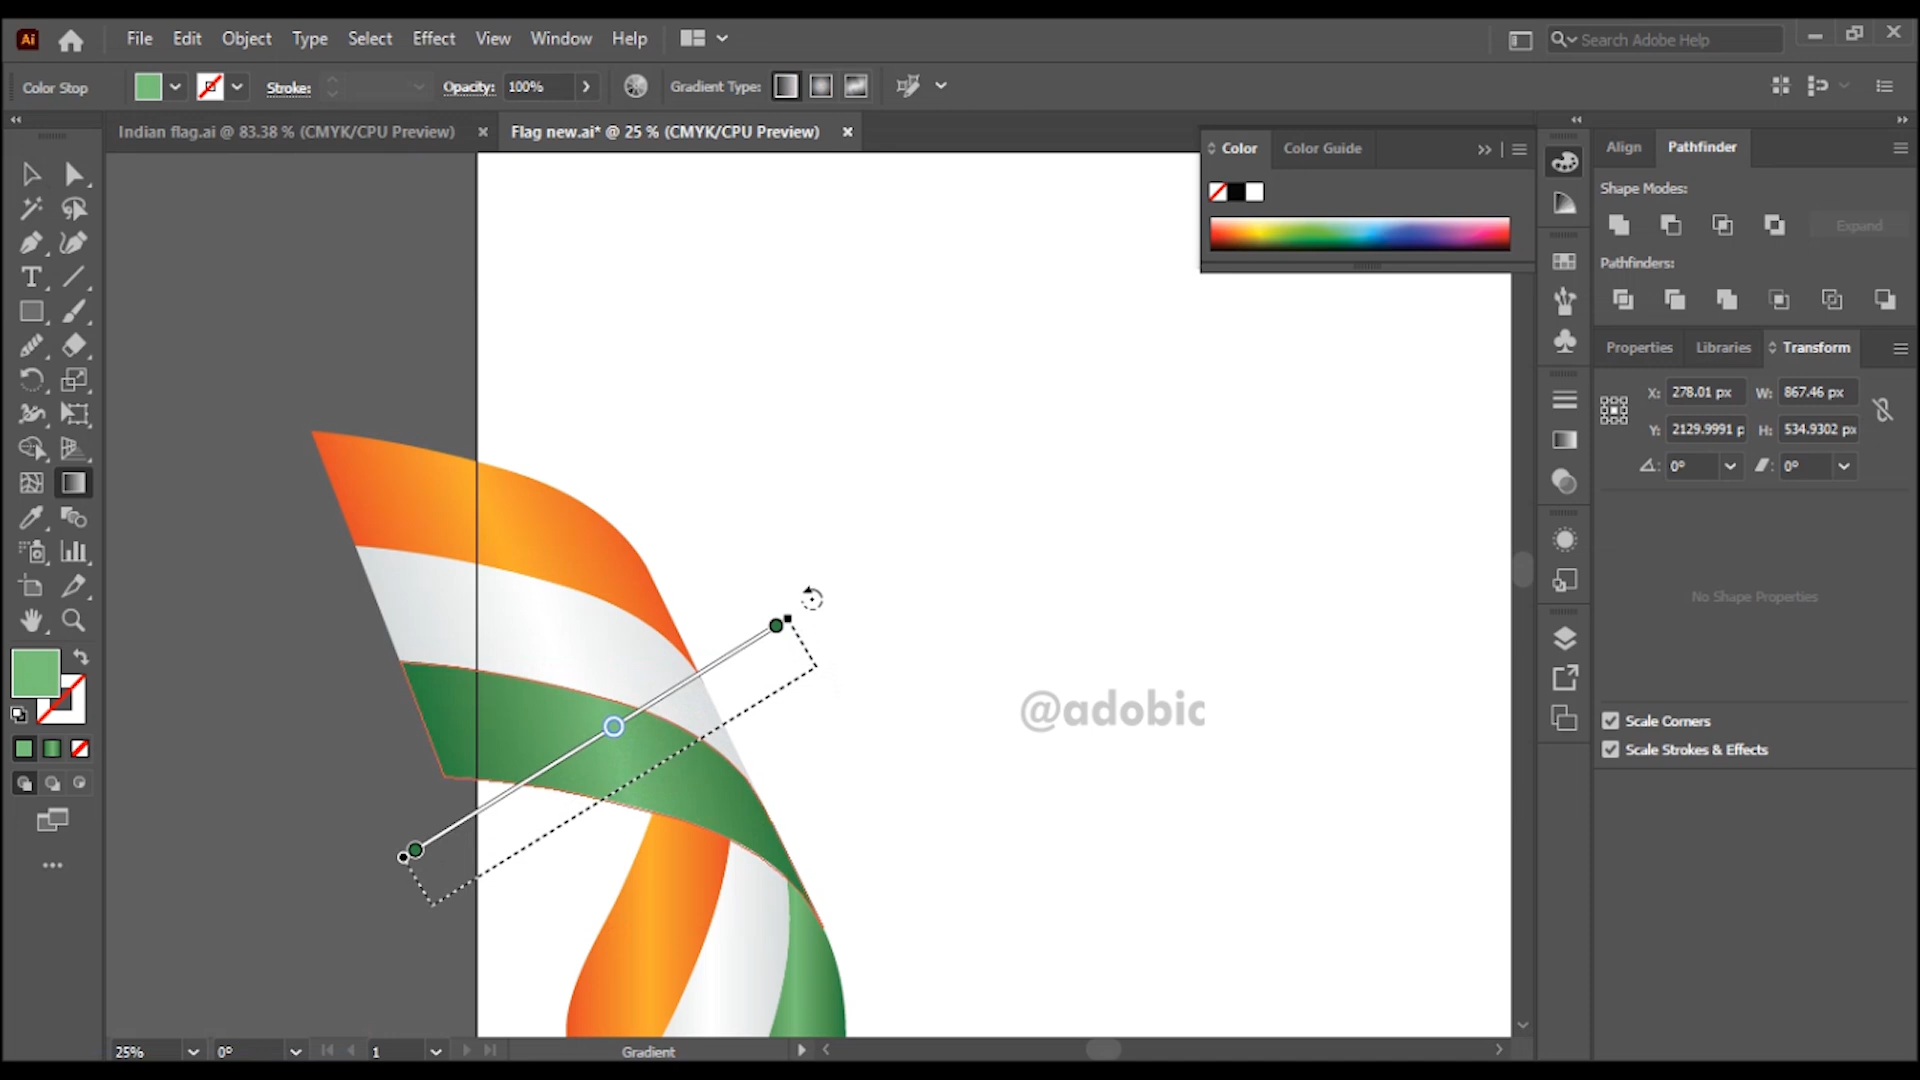 Ai File Edit Object Type Select Effect View Window Help Search Adobe Help
Color Stop Stroke: Opacity: 100% Gradient Type:
Indian flag.ai @ 83.38 % (CMYK/CPU Preview) Flag new.ai* @ 25 % (CMYK/CPU Preview)
Color Color Guide
Align Pathfinder
Shape Modes:
Expand
Pathfinders:
Properties Libraries Transform
X: 278.01 px W: 867.46 px
Y: 2129.9991 p H: 534.9302 px
0° 0°
No Shape Properties
@adobic
Scale Corners
Scale Strokes & Effects
25% 0° 1 Gradient